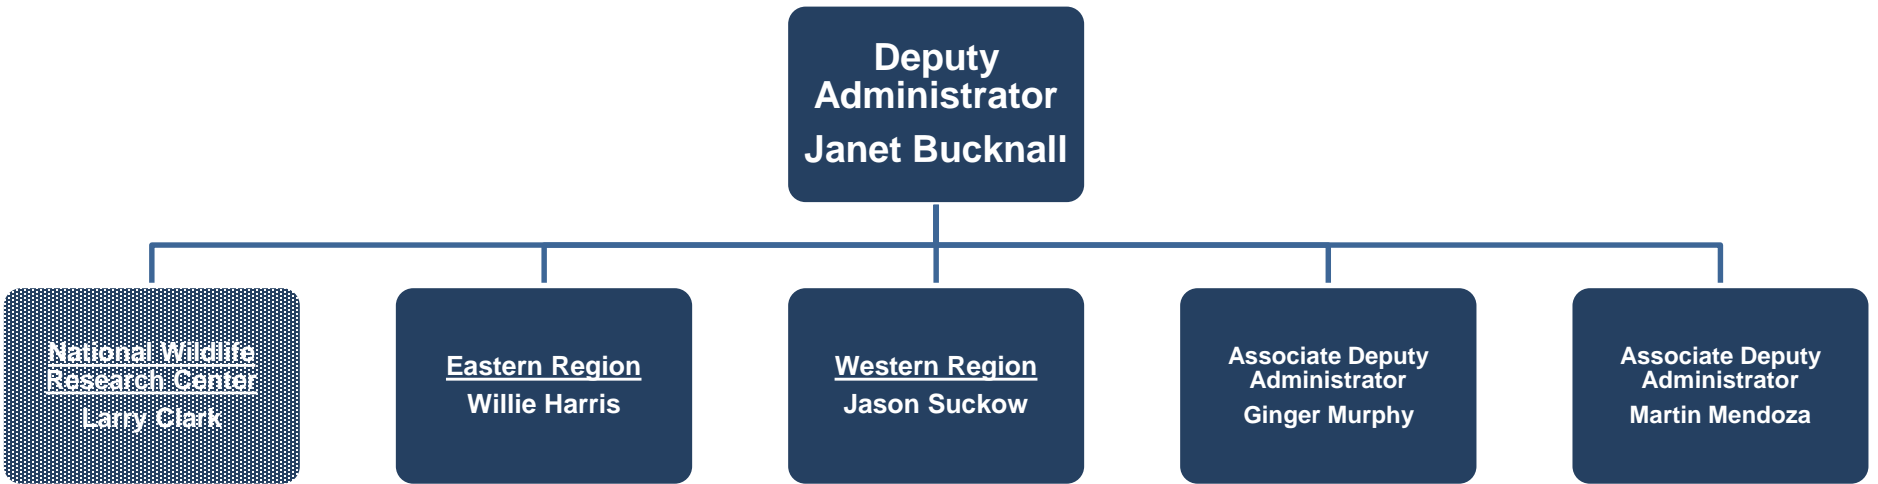 Deputy
Administrator
Janet Bucknall
National Wildlife
Research Center
Larry Clark
Eastern Region
Willie Harris
Western Region
Jason Suckow
Associate Deputy
Administrator
Ginger Murphy
Associate Deputy
Administrator
Martin Mendoza